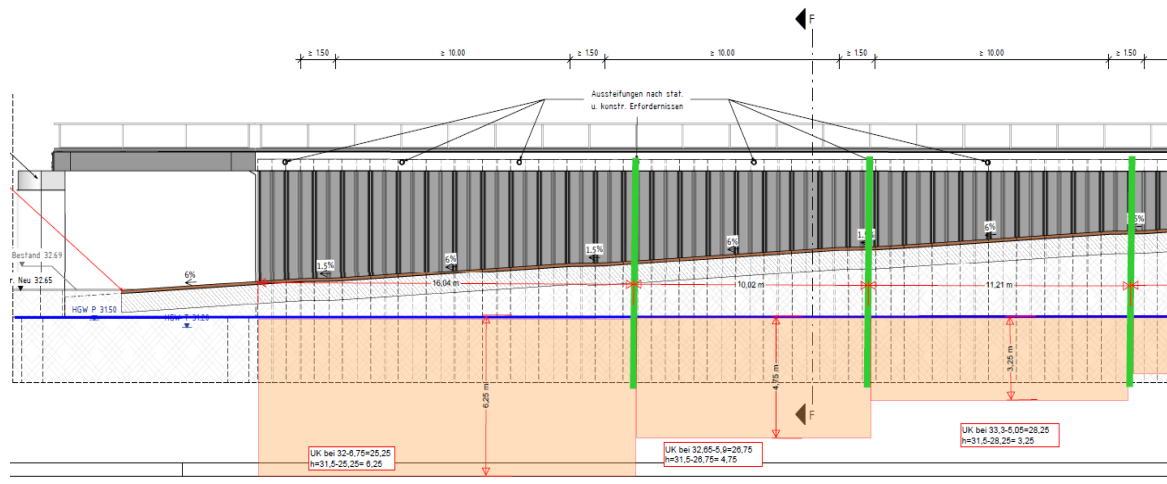 F
≥ 1.50
≥ 10.00
≥ 1.50
≥ 10.00
≥ 1.50
≥ 10.00
≥ 1.50
Aussteifungen nach stat.
u. konstr. Erfordernissen
Bestand 32.69
r. Neu 32.65
6%
1.5%
6%
1.5%
6%
1.5%
6%
5%
16,04 m
10,02 m
11,21 m
HGW P 31.50
HGW T 31.20
6,25 m
4,75 m
3,25 m
F
UK bei 32-6,75=25,25
h=31,5-25,25= 6,25
UK bei 32,65-5,9=26,75
h=31,5-26,75= 4,75
UK bei 33,3-5,05=28,25
h=31,5-28,25= 3,25